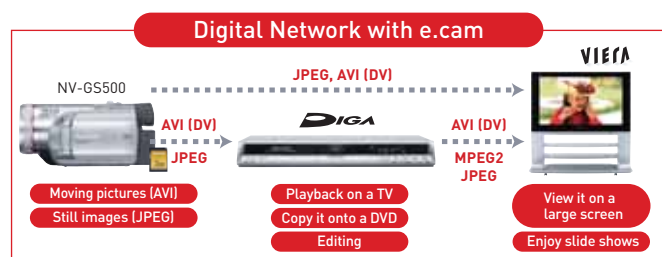 Digital Network with e.cam
VIERA
NV-GS500
JPEG, AVI (DV)
AVI (DV)
JPEG
DIGA
AVI (DV)
MPEG2
JPEG
Moving pictures (AVI)
Still images (JPEG)
Playback on a TV
Copy it onto a DVD
Editing
View it on a
large screen
Enjoy slide shows